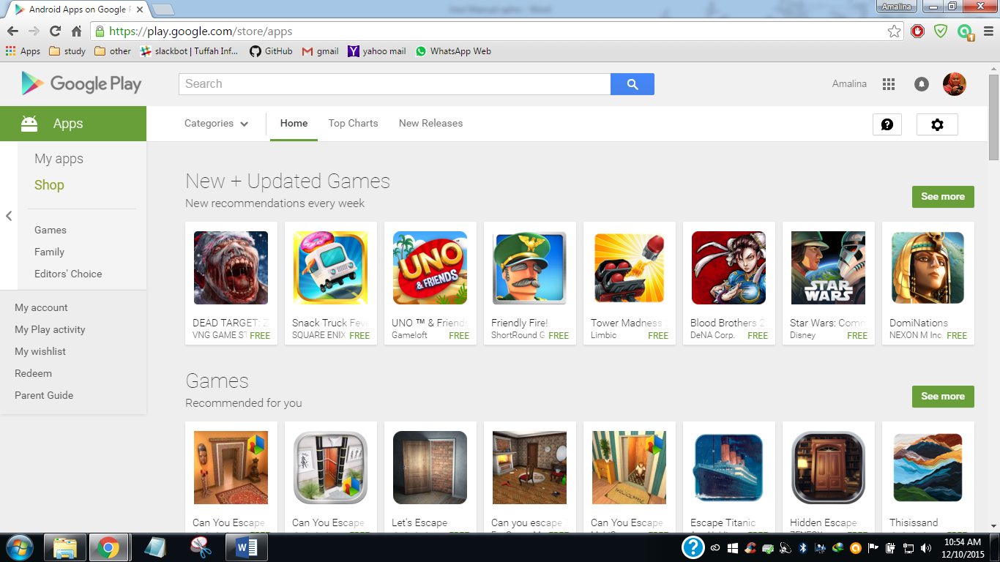 Android Apps on Google P
Amalina
https://play.google.com/store/apps
Apps
study
other
slackbot | Tuffah Inf...
GitHub
gmail
yahoo mail
WhatsApp Web
Google Play
Search
Amalina
Apps
Categories
Home
Top Charts
New Releases
My apps
Shop
Games
Family
Editors' Choice
My account
My Play activity
My wishlist
Redeem
Parent Guide
New + Updated Games
New recommendations every week
See more
UNO
& FRIENDS
STAR
WARS
DEAD TARGET: Z
VNG GAME ST FREE
Snack Truck Feve
SQUARE ENIX FREE
UNO ™ & Friends
Gameloft FREE
Friendly Fire!
ShortRound G FREE
Tower Madness 2
Limbic FREE
Blood Brothers 2
DeNA Corp. FREE
Star Wars: Comm
Disney FREE
DomiNations
NEXON M Inc. FREE
Games
Recommended for you
See more
WELCOME
Can You Escape
Can You Escape
Let's Escape
Can you escape
Can You Escape
Escape Titanic
Hidden Escape
Thisissand
10:54 AM
12/10/2015